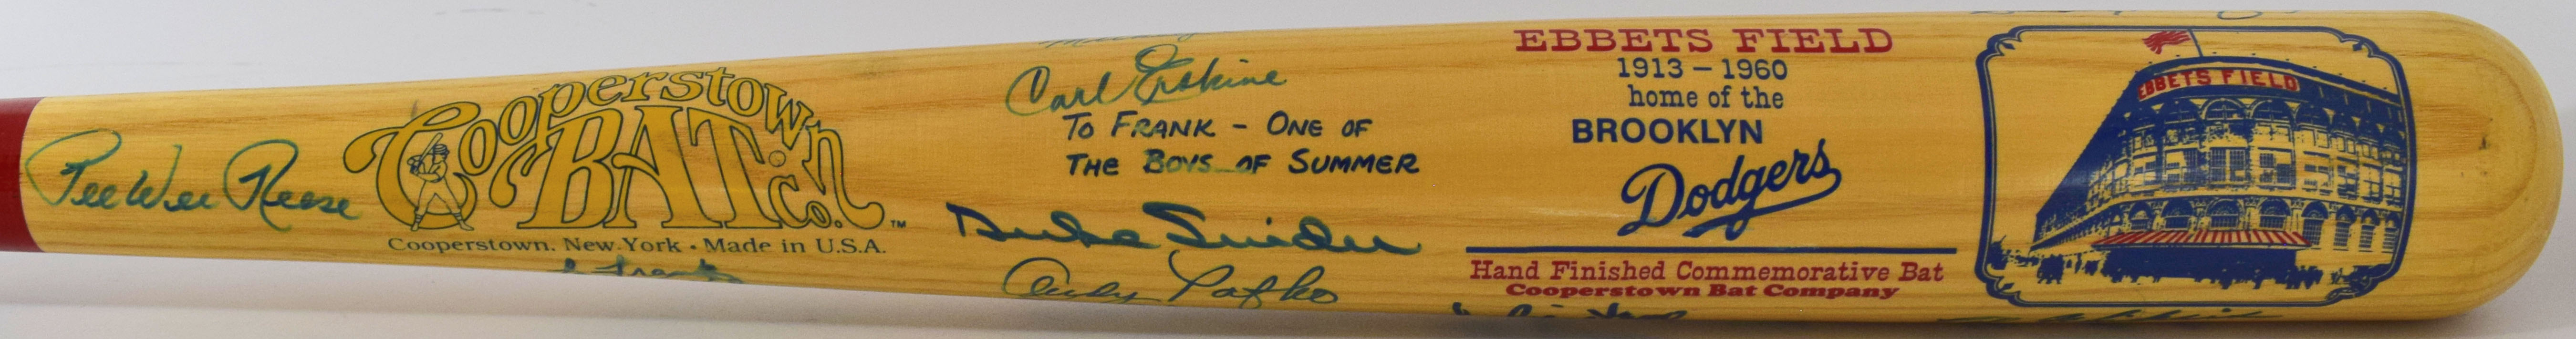 Pee Wee Reese
Cooperstown
BAT Co.
™
Cooperstown, New York • Made in U.S.A.
Carl Erskine
To FRANK - ONE OF
THE BOYS OF SUMMER
Duke Snider
Andy Pafko
EBBETS FIELD
1913 – 1960
home of the
BROOKLYN
Dodgers
Hand Finished Commemorative Bat
Cooperstown Bat Company
EBBETS FIELD